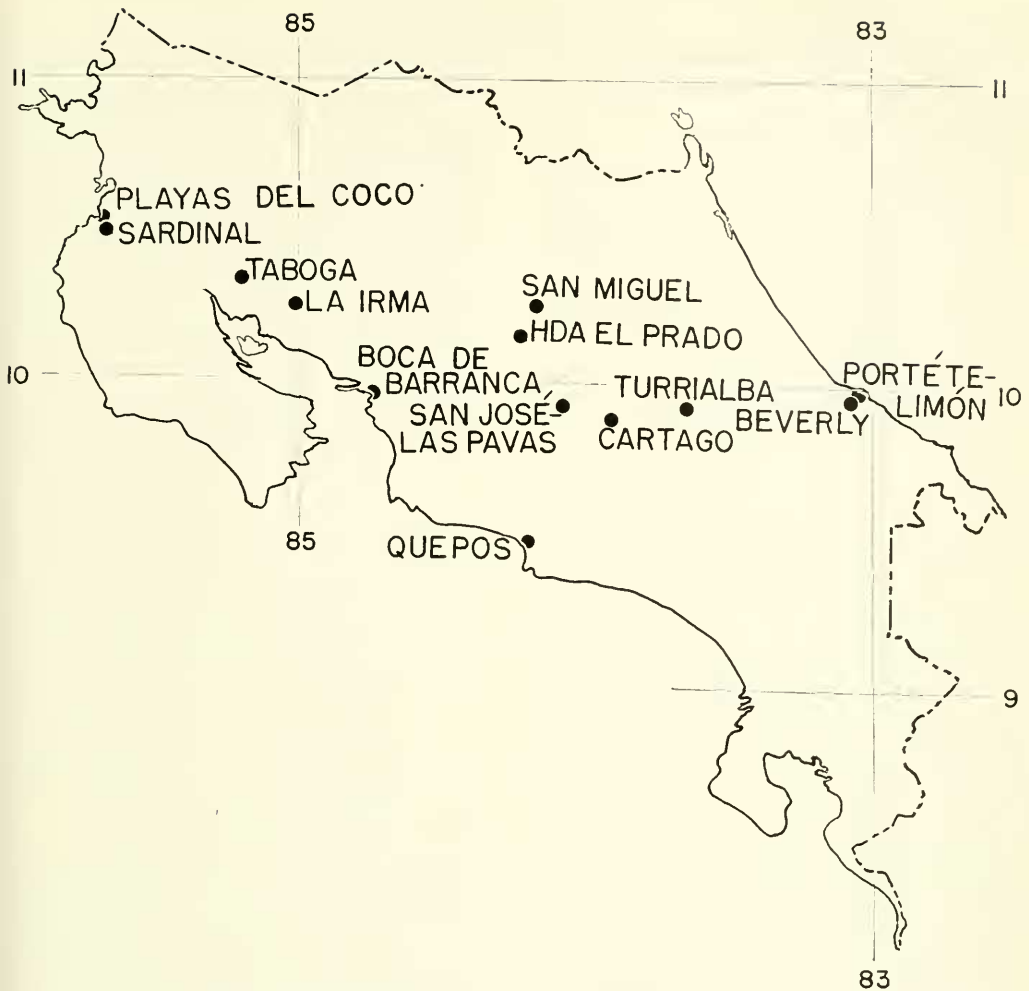 85
83
11
11
PLAYAS DEL COCO
SARDINAL
TABOGA
LA IRMA
SAN MIGUEL
HDA EL PRADO
10
BOCA DE
BARRANCA
SAN JOSÉ-
LAS PAVAS
TURRIALBA
CARTAGO
BEVERLY
PORTÉTE-
LIMÓN
10
85
QUEPOS
9
83